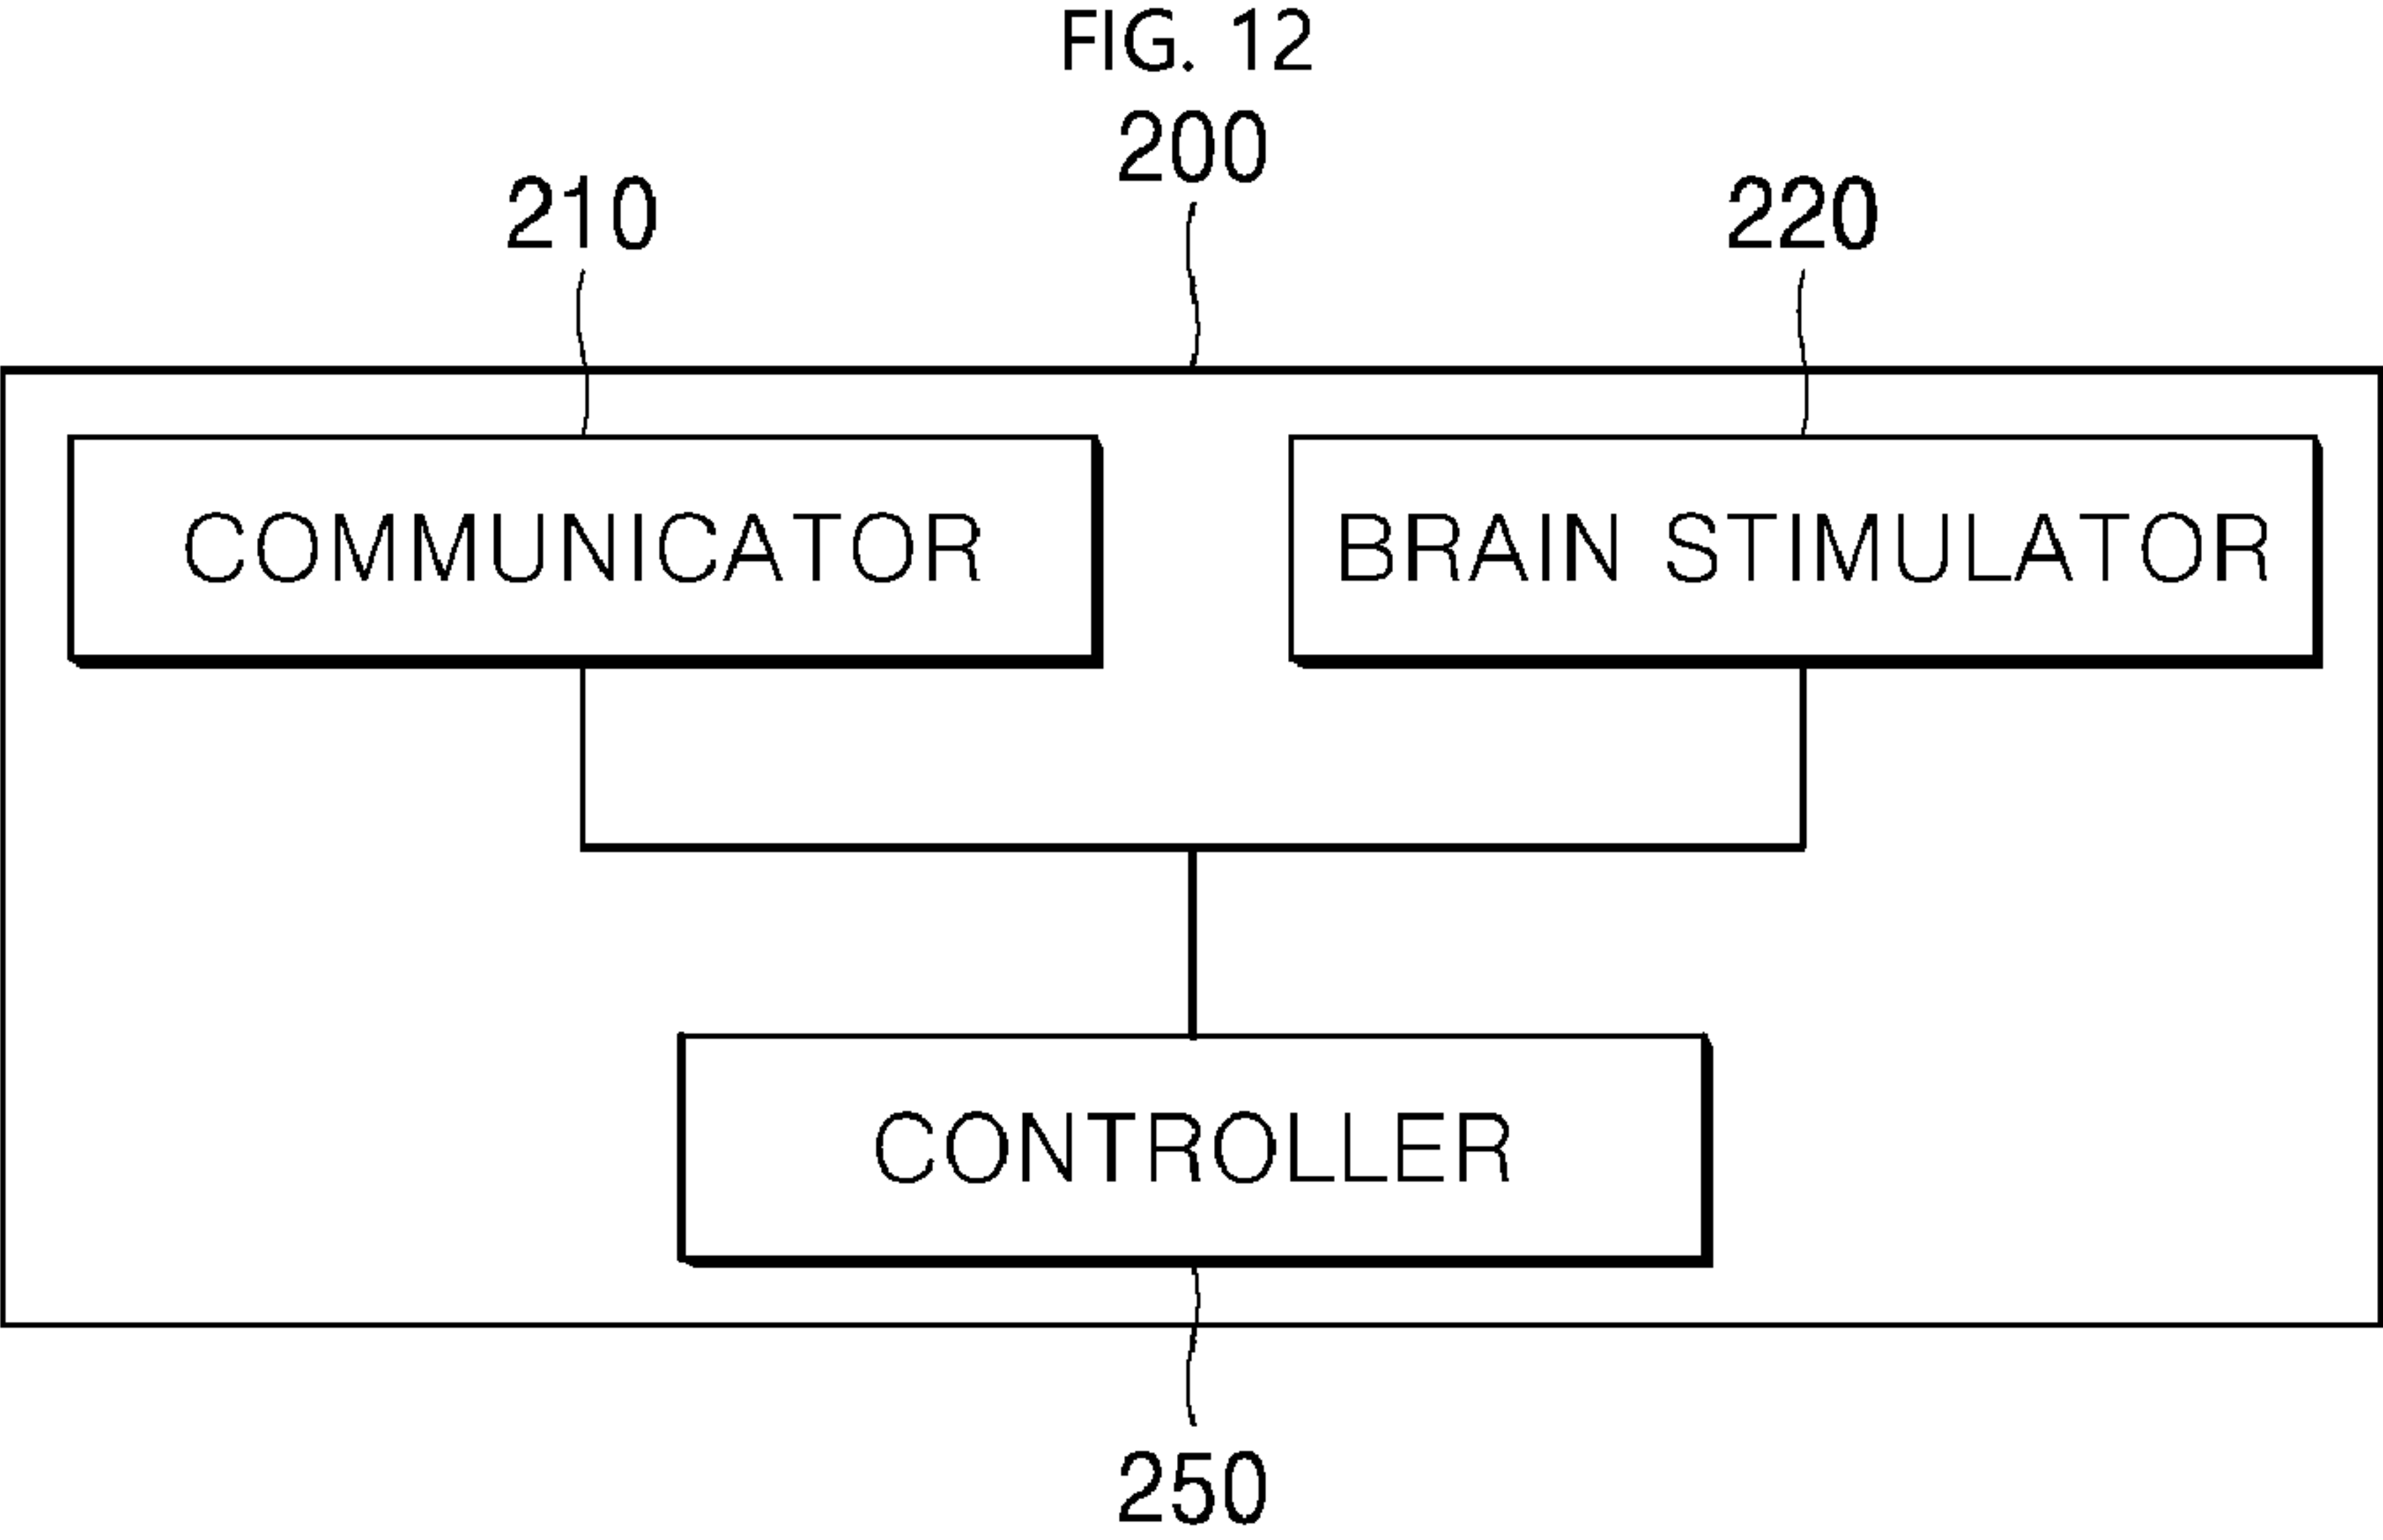 FIG. 12
200
210
220
COMMUNICATOR
BRAIN STIMULATOR
CONTROLLER
250